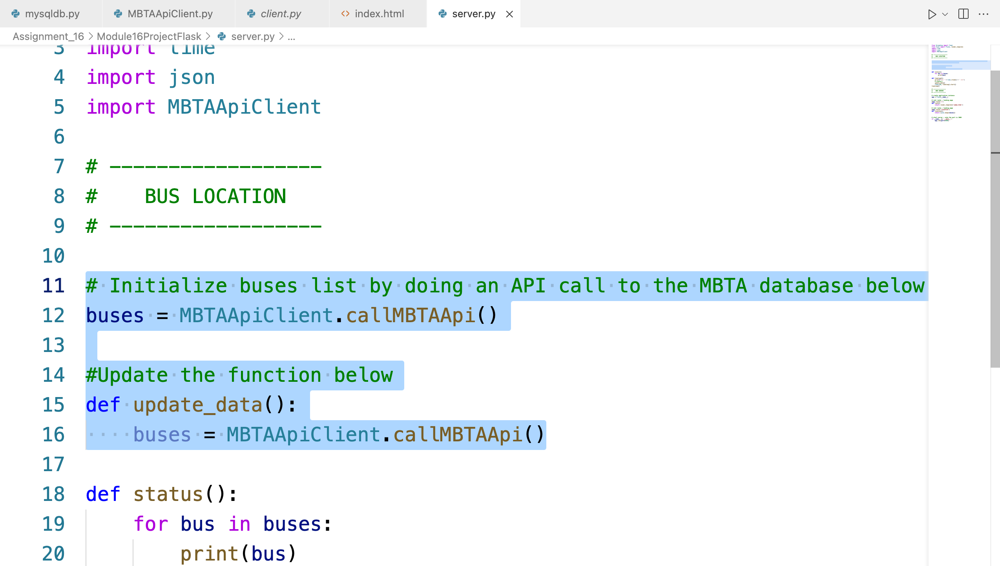 mysqldb.py MBTAApiClient.py client.py <> index.html server.py
Assignment_16 > Module16ProjectFlask > server.py > ...
3 import time
4 import json
5 import MBTAApiClient
6
7 # ------------------
8 #    BUS LOCATION
9 # ------------------
10
11 # Initialize buses list by doing an API call to the MBTA database below
12 buses = MBTAApiClient.callMBTAApi()
13
14 #Update the function below
15 def update_data():
16     buses = MBTAApiClient.callMBTAApi()
17
18 def status():
19     for bus in buses:
20         print(bus)